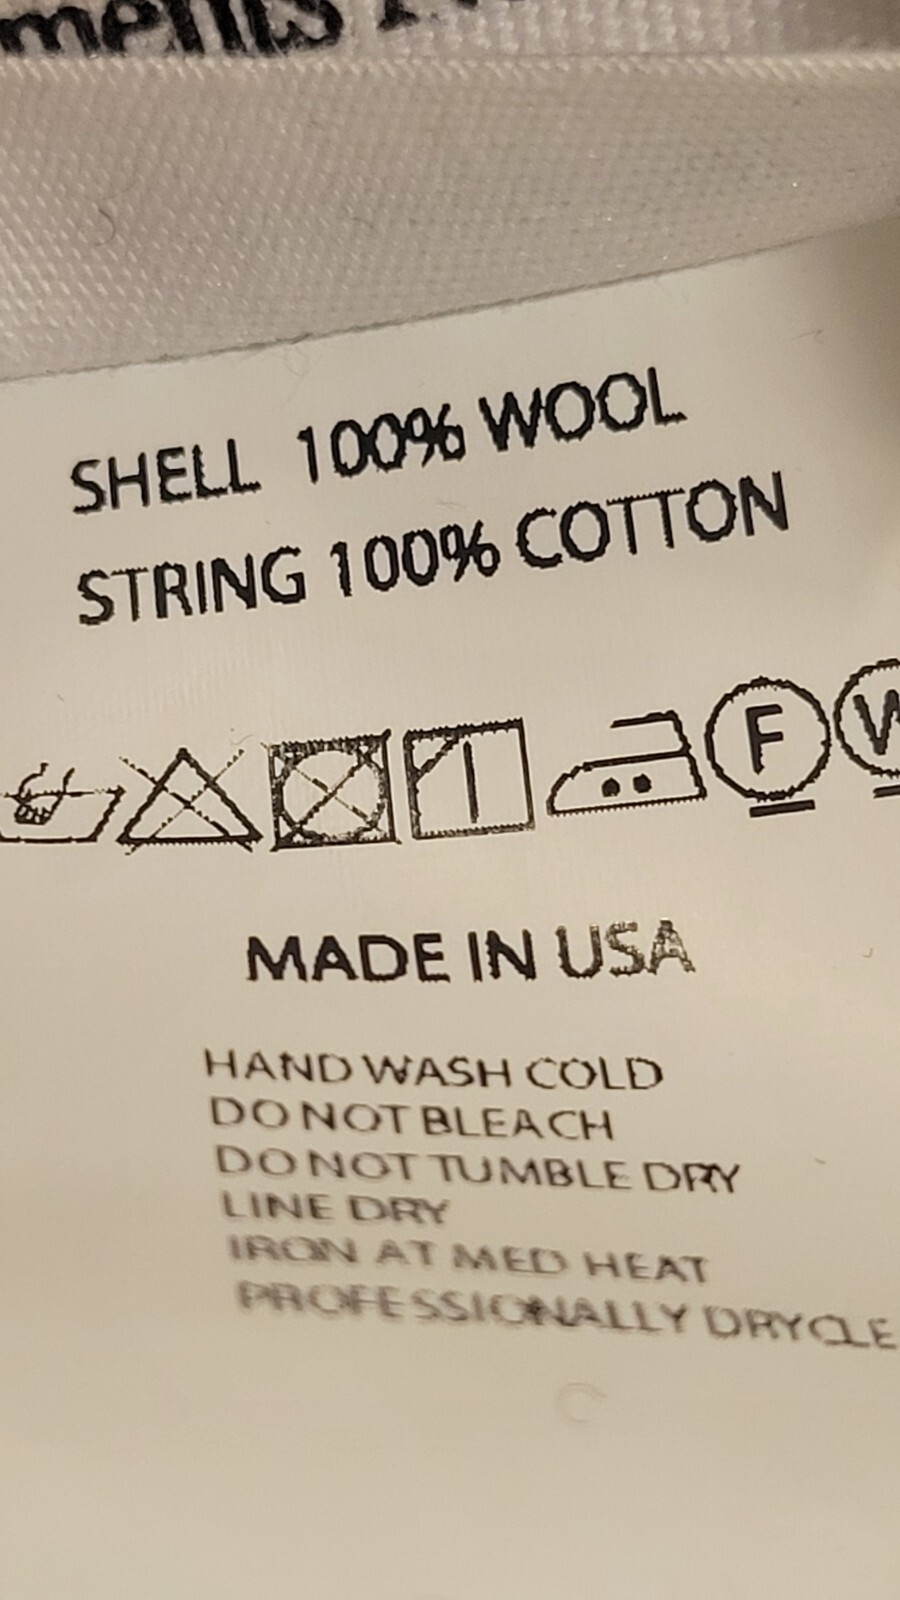 ments
SHELL 100% WOOL
STRING 100% COTTON
F W
MADE IN USA
HAND WASH COLD
DO NOT BLEACH
DO NOT TUMBLE DRY
LINE DRY
IRON AT MED HEAT
PROFESSIONALLY DRYCLE